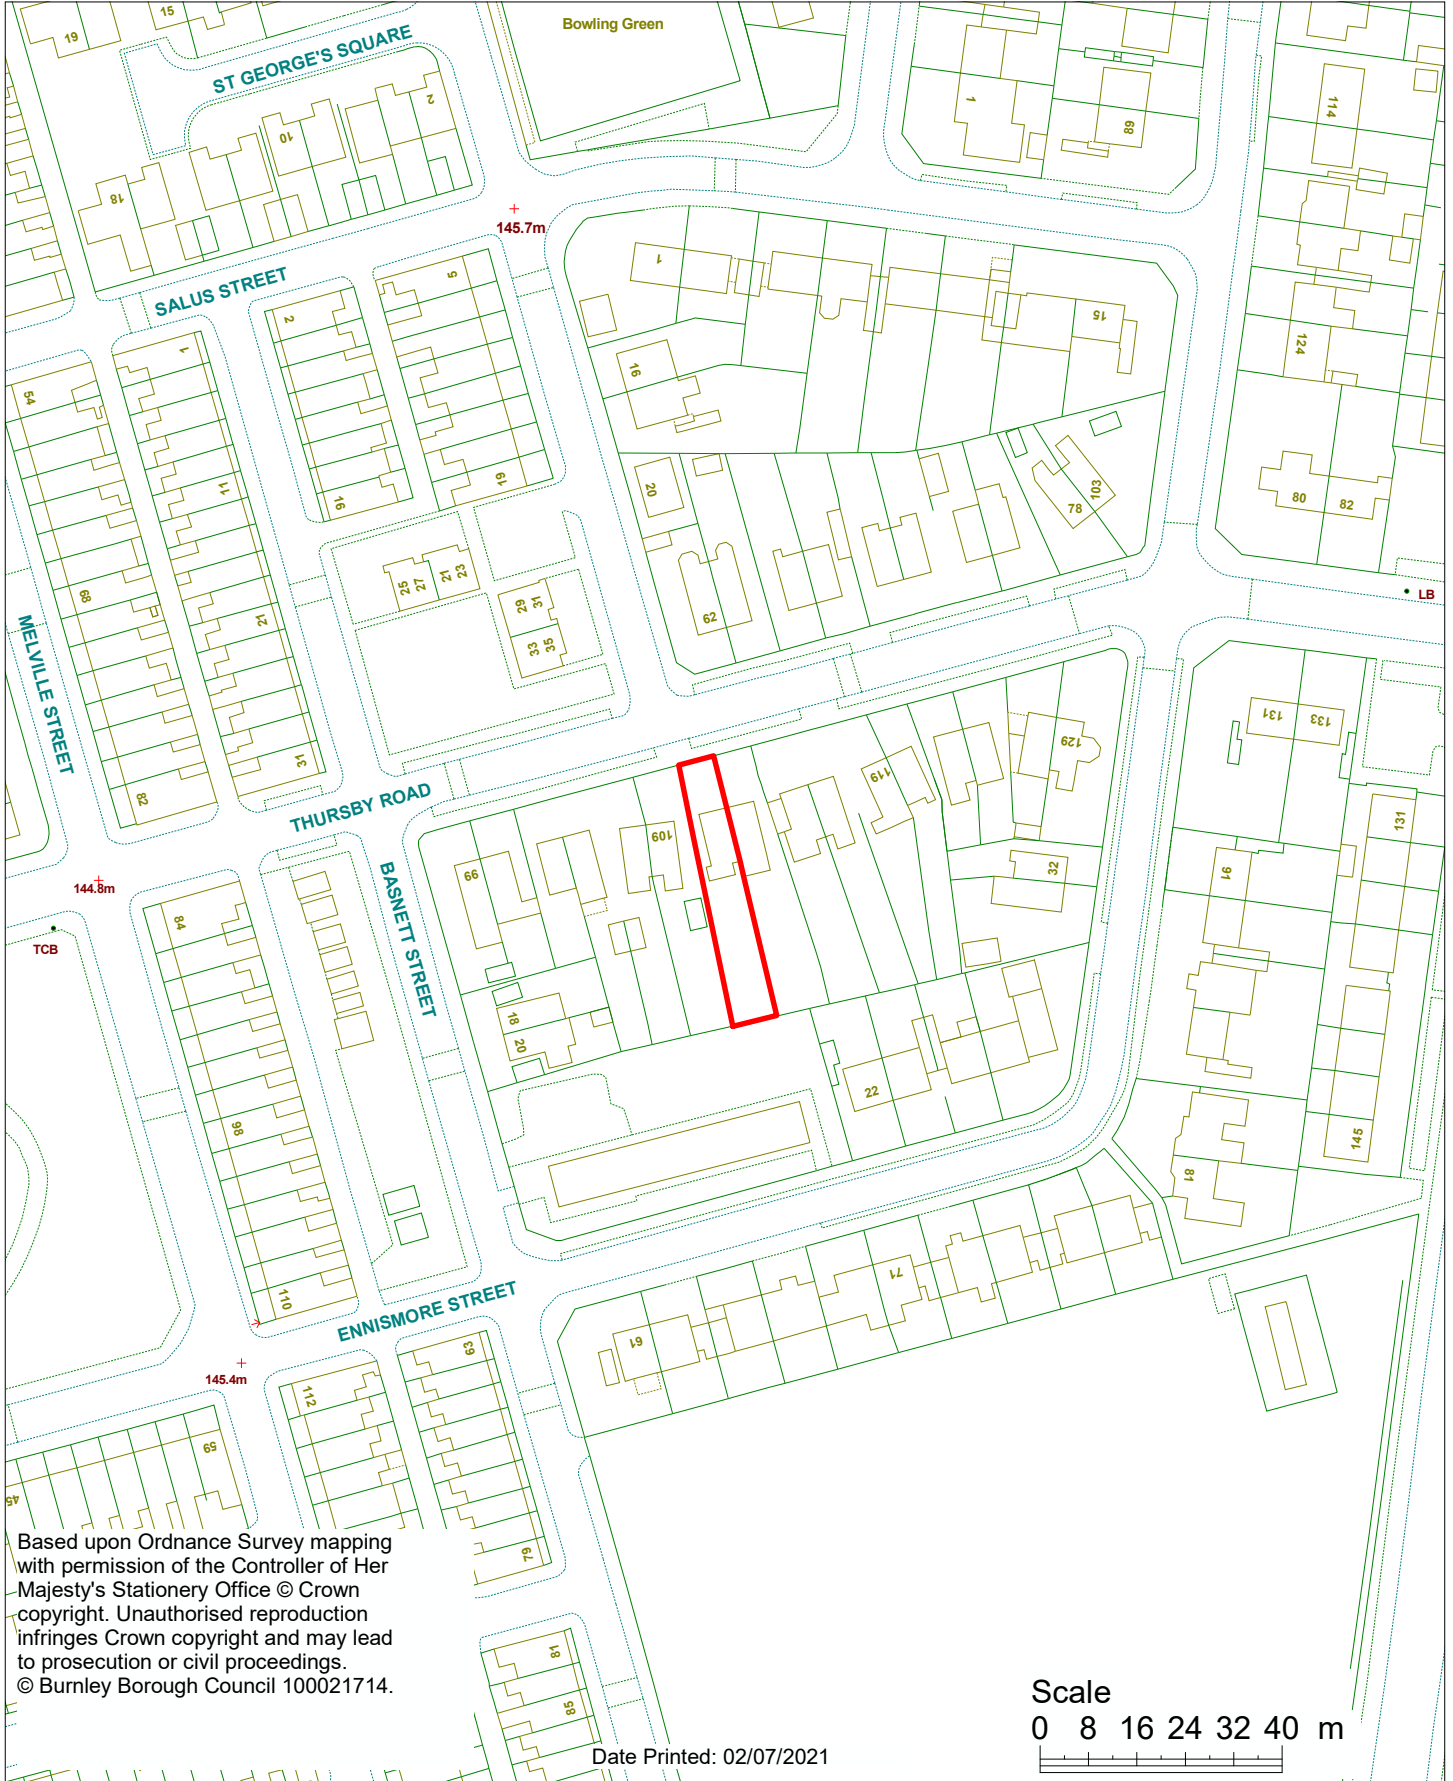 15
19
Bowling Green
ST GEORGE'S SQUARE
2
10
18
1
89
114
145.7m
SALUS STREET
5
1
2
1
15
124
16
54
11
16
19
20
103
78
80
82
25
27
21
23
68
29
31
62
21
33
35
LB
MELVILLE STREET
31
82
129
131
133
THURSBY ROAD
119
109
99
131
32
91
BASNETT STREET
144.8m
84
TCB
18
20
22
98
145
81
110
71
ENNISMORE STREET
61
63
145.4m
112
59
45
79
Based upon Ordnance Survey mapping
with permission of the Controller of Her
Majesty's Stationery Office © Crown
copyright. Unauthorised reproduction
infringes Crown copyright and may lead
to prosecution or civil proceedings.
© Burnley Borough Council 100021714.
81
85
Date Printed: 02/07/2021
Scale
0 8 16 24 32 40 m